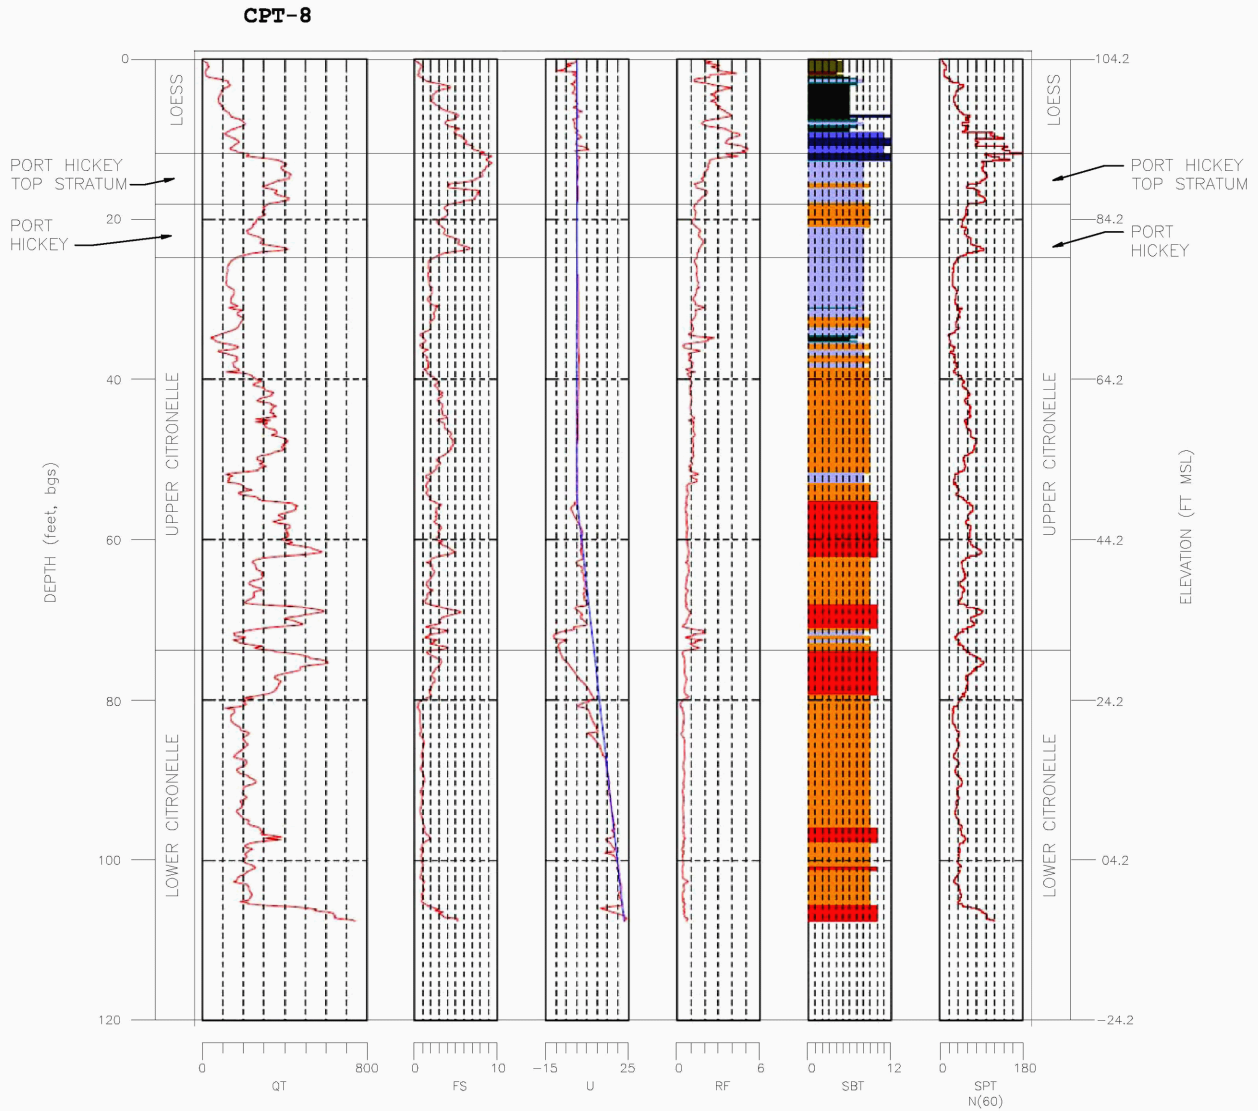 CPT-8
0
104.2
LOESS
LOESS
PORT HICKEY
TOP STRATUM
PORT HICKEY
TOP STRATUM
20
84.2
PORT
HICKEY
PORT
HICKEY
40
64.2
UPPER CITRONELLE
UPPER CITRONELLE
DEPTH (feet, bgs)
ELEVATION (FT MSL)
60
44.2
80
24.2
LOWER CITRONELLE
LOWER CITRONELLE
100
04.2
120
-24.2
0 800
0 10
-15 25
0 6
0 12
0 180
QT
FS
U
RF
SBT
SPT
N(60)